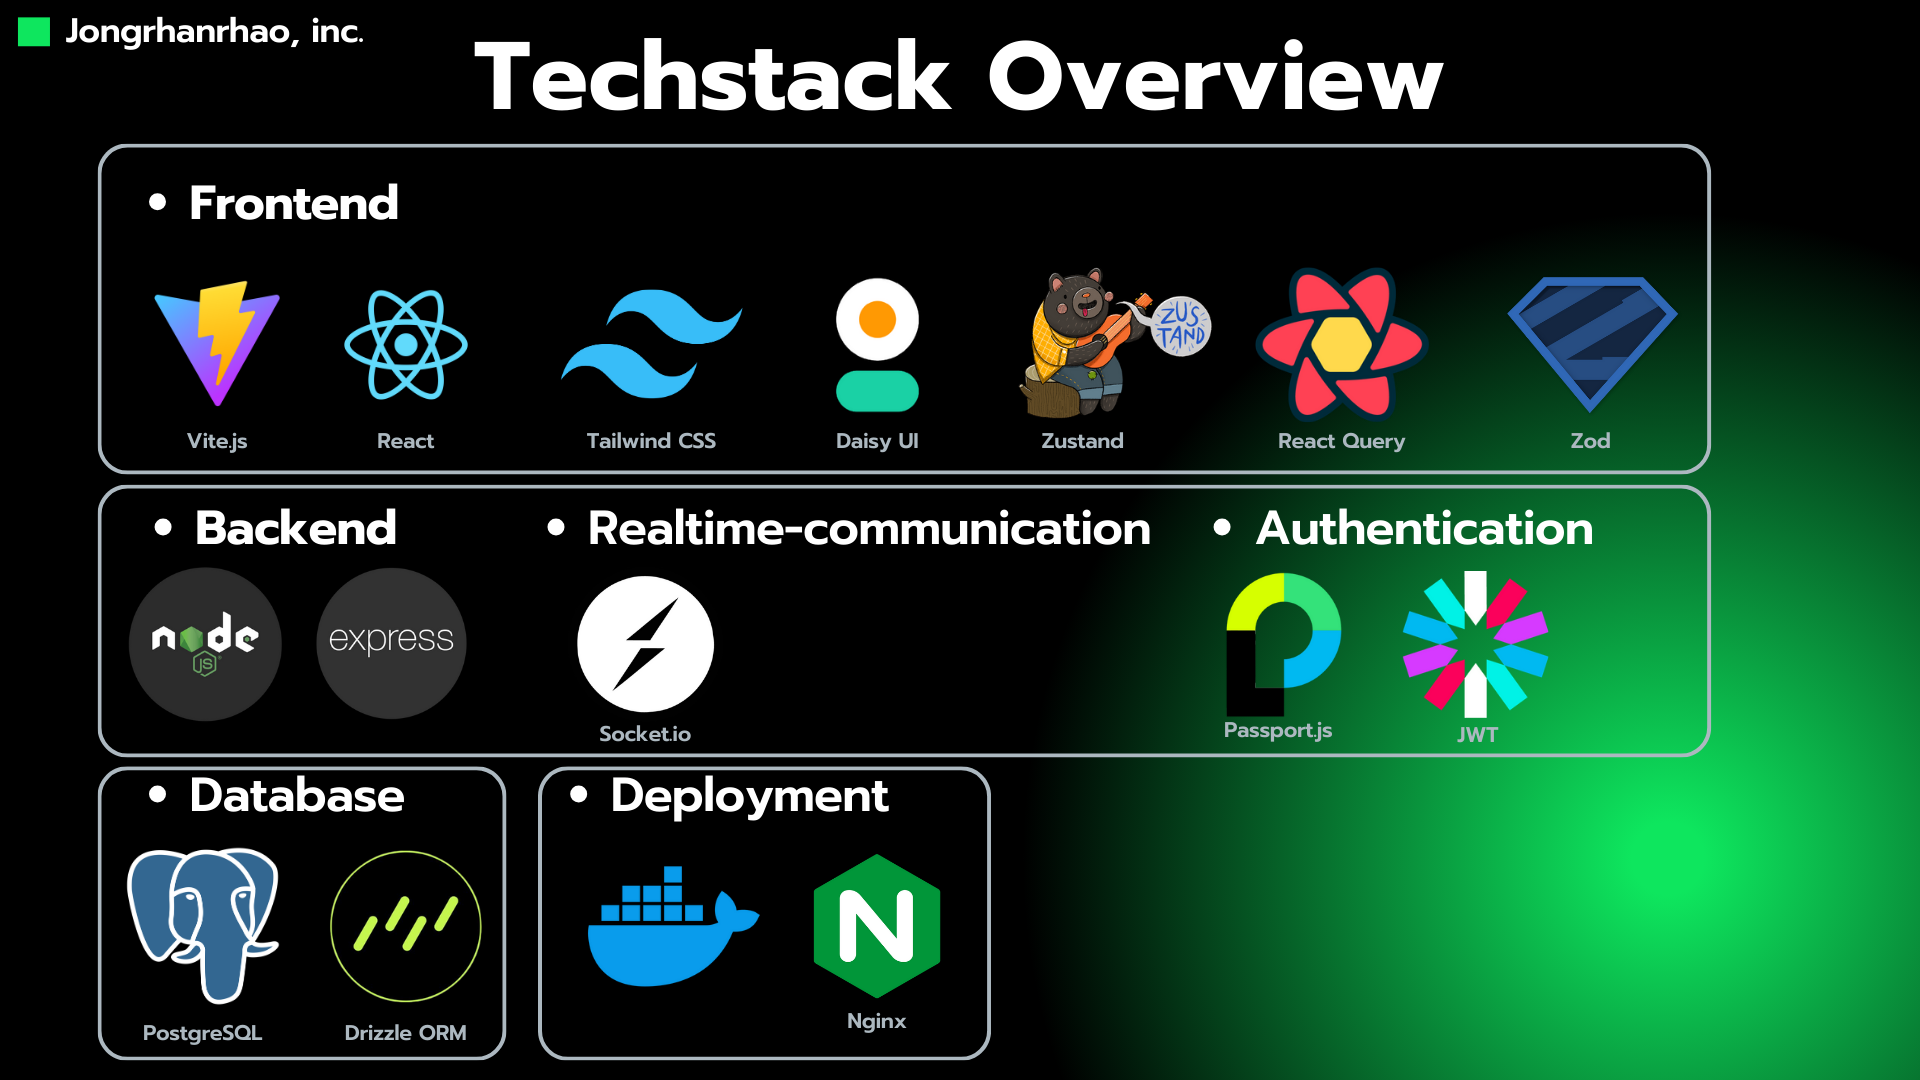 Jongrhanrhao, inc.
Techstack Overview
• Frontend
ZUS
TAND
Vite.js
React
Tailwind CSS
Daisy UI
Zustand
React Query
Zod
• Backend
• Realtime-communication
• Authentication
node
JS
express
Socket.io
Passport.js
JWT
• Database
• Deployment
N
PostgreSQL
Drizzle ORM
Nginx